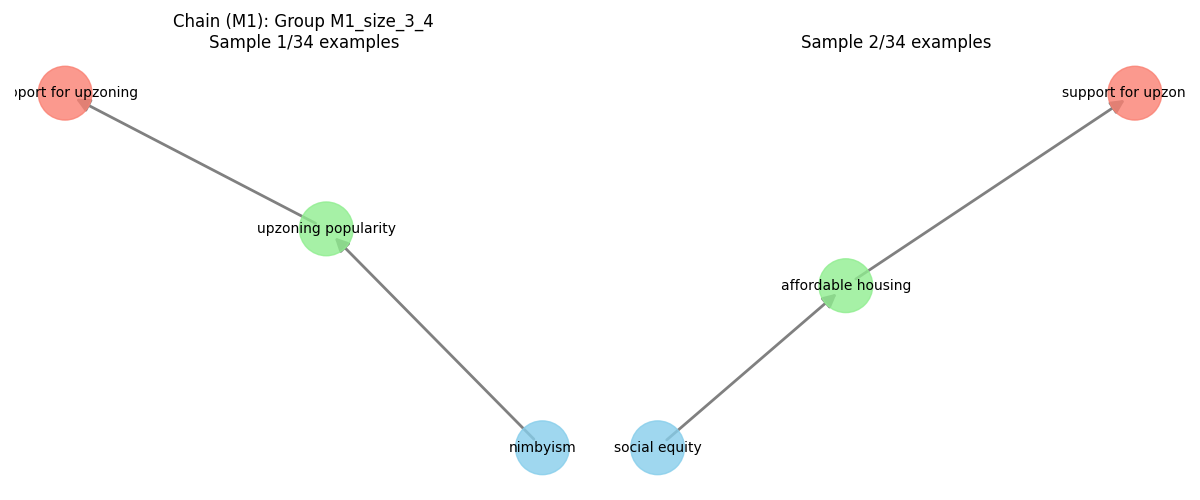 Chain (M1): Group M1_size_3_4
Sample 1/34 examples
Sample 2/34 examples
port for upzoning
support for upzon
upzoning popularity
affordable housing
nimbyism
social equity